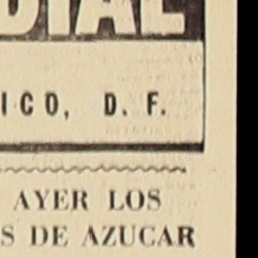 DIAL
ICO, D. F.
AYER LOS
S DE AZUCAR